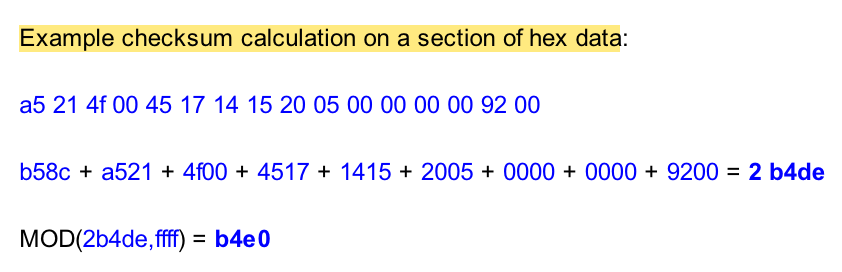 Example checksum calculation on a section of hex data:
a5 21 4f 00 45 17 14 15 20 05 00 00 00 00 92 00
b58c + a521 + 4f00 + 4517 + 1415 + 2005 + 0000 + 0000 + 9200 = 2 b4de
MOD(2b4de,ffff) = b4e0